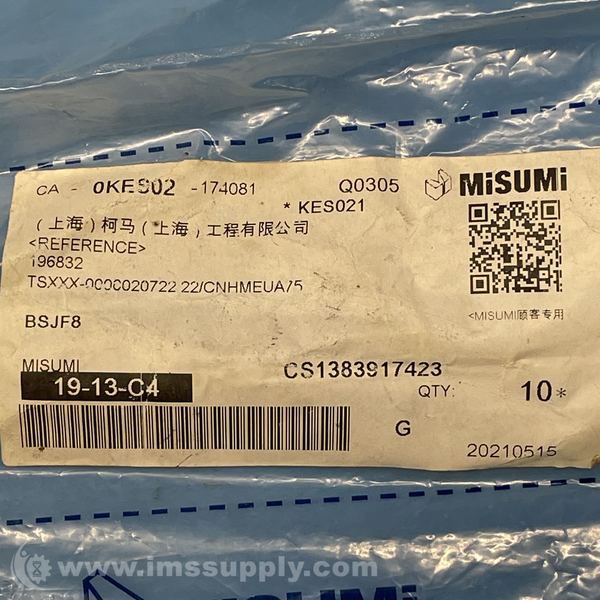 CA - 0KES02 -174081 Q0305 MiSUMi
* KES021
(上海)柯马(上海)工程有限公司
<REFERENCE>
196832
TSXXX-0000020722 22/CNHMEUA75
<MISUMI顾客专用
BSJF8
MISUMI CS1383917423
19-13-C4 QTY: 10*
G
20210515
www.imssupply.com
MISUMi